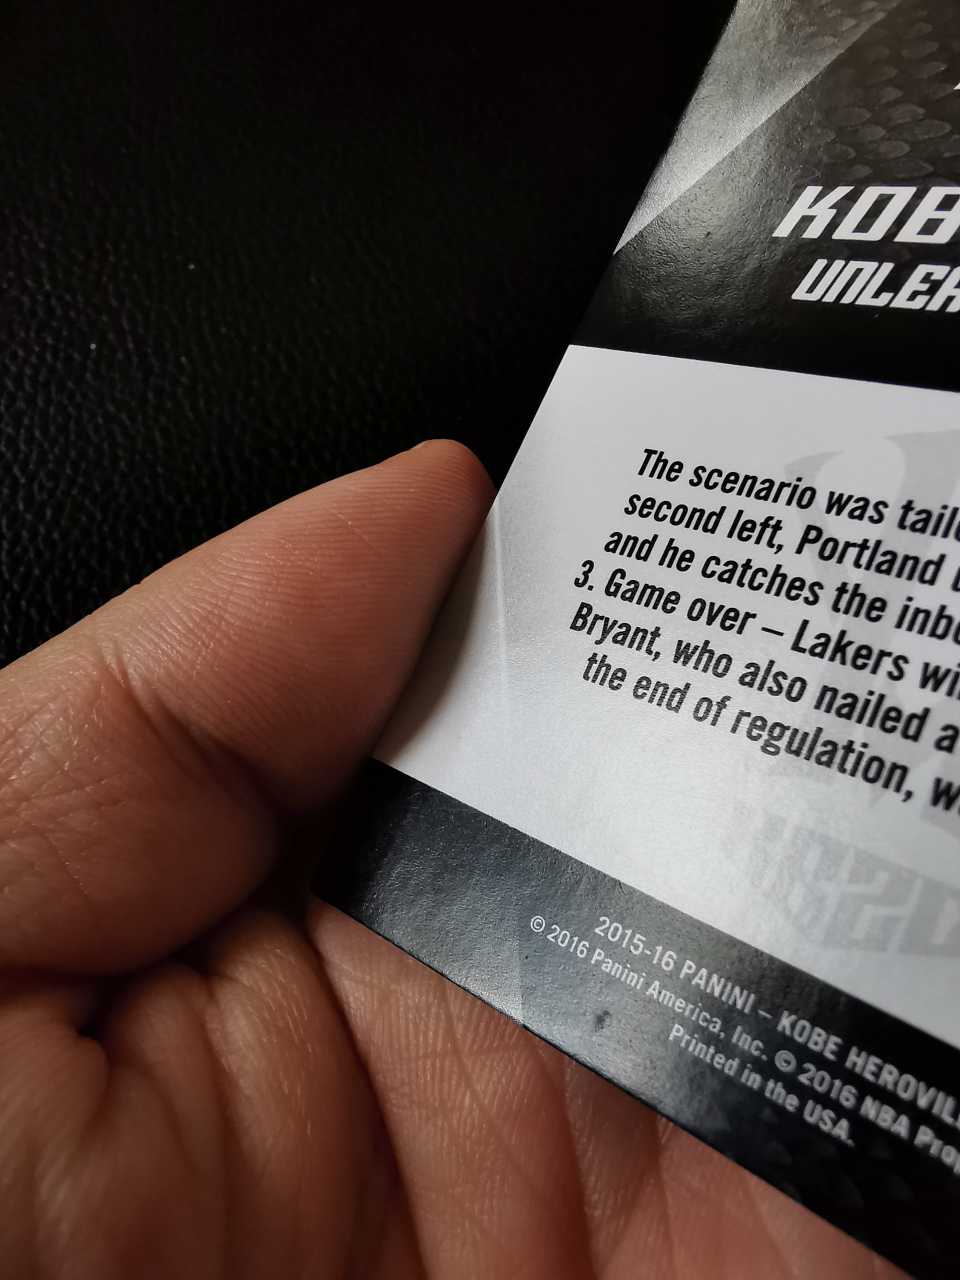 KOB
UNLEA
The scenario was tail
second left, Portland
and he catches the inb
3. Game over – Lakers wi
Bryant, who also nailed a
the end of regulation, w
2015-16 PANINI – KOBE HEROVIL
© 2016 Panini America, Inc. © 2016 NBA Prop
Printed in the USA.